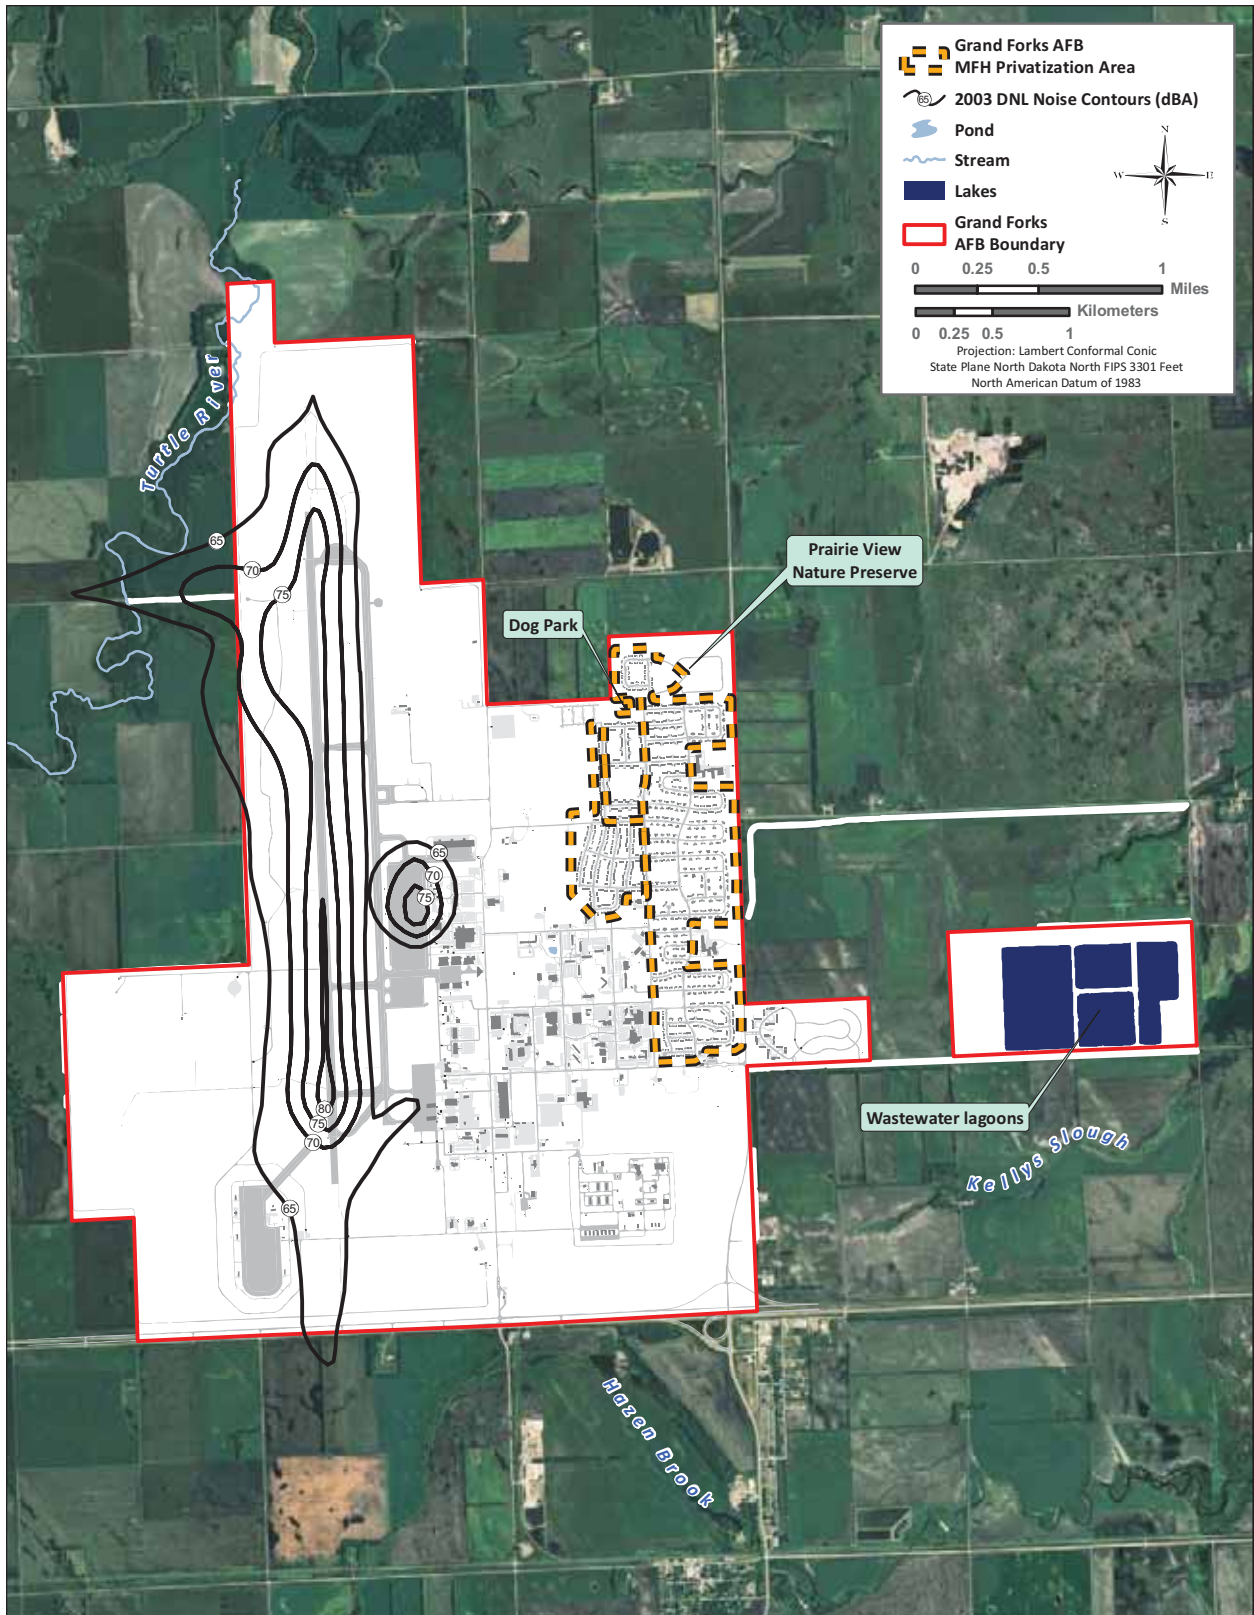 Grand Forks AFB
MFH Privatization Area
65
2003 DNL Noise Contours (dBA)
Pond
Stream
Lakes
Grand Forks
AFB Boundary
N
W E
S
0 0.25 0.5 1
Miles
Kilometers
0 0.25 0.5 1
Projection: Lambert Conformal Conic
State Plane North Dakota North FIPS 3301 Feet
North American Datum of 1983
Turtle River
65
70
75
Prairie View
Nature Preserve
Dog Park
65
70
75
80
75
70
65
Wastewater lagoons
Kellys Slough
Hazen Brook